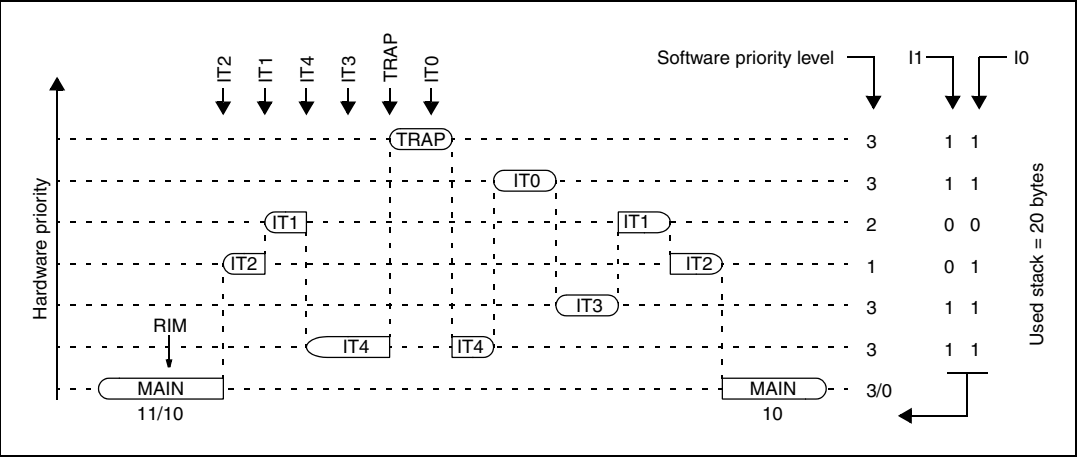 IT2
IT1
IT4
IT3
TRAP
IT0
Software priority level
I1
I0
Hardware priority
TRAP
3
1 1
IT0
3
1 1
IT1
IT1
2
0 0
IT2
IT2
1
0 1
IT3
3
1 1
RIM
IT4
IT4
3
1 1
MAIN
MAIN
3/0
11/10
10
Used stack = 20 bytes